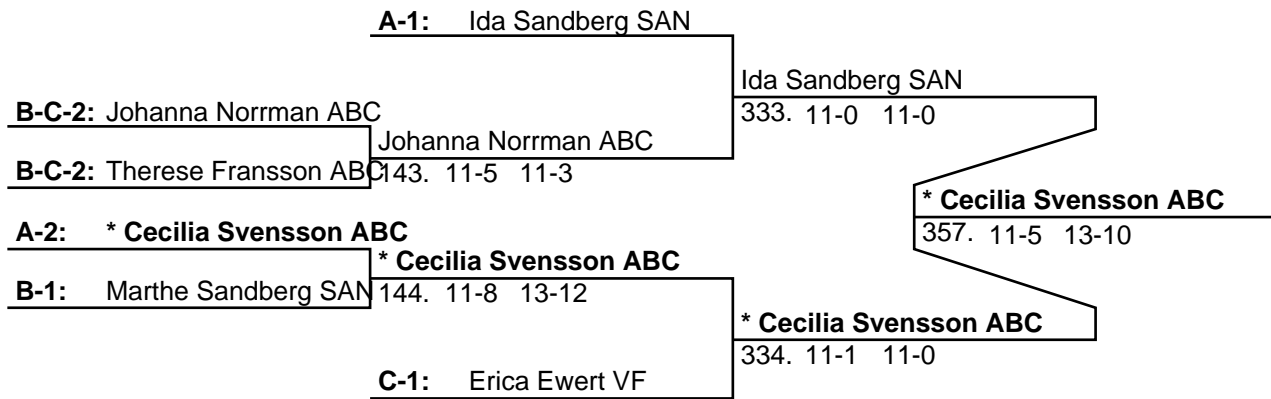 A-1: Ida Sandberg SAN
Ida Sandberg SAN
333. 11-0 11-0
B-C-2: Johanna Norrman ABC
Johanna Norrman ABC
B-C-2: Therese Fransson ABC
143. 11-5 11-3
* Cecilia Svensson ABC
357. 11-5 13-10
A-2: * Cecilia Svensson ABC
* Cecilia Svensson ABC
B-1: Marthe Sandberg SAN
144. 11-8 13-12
* Cecilia Svensson ABC
334. 11-1 11-0
C-1: Erica Ewert VF